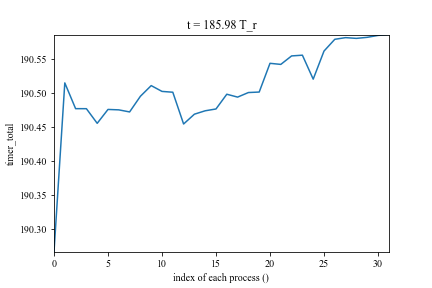 t = 185.98 T_r
timer_total
190.55
190.50
190.45
190.40
190.35
190.30
0 5 10 15 20 25 30
index of each process ()